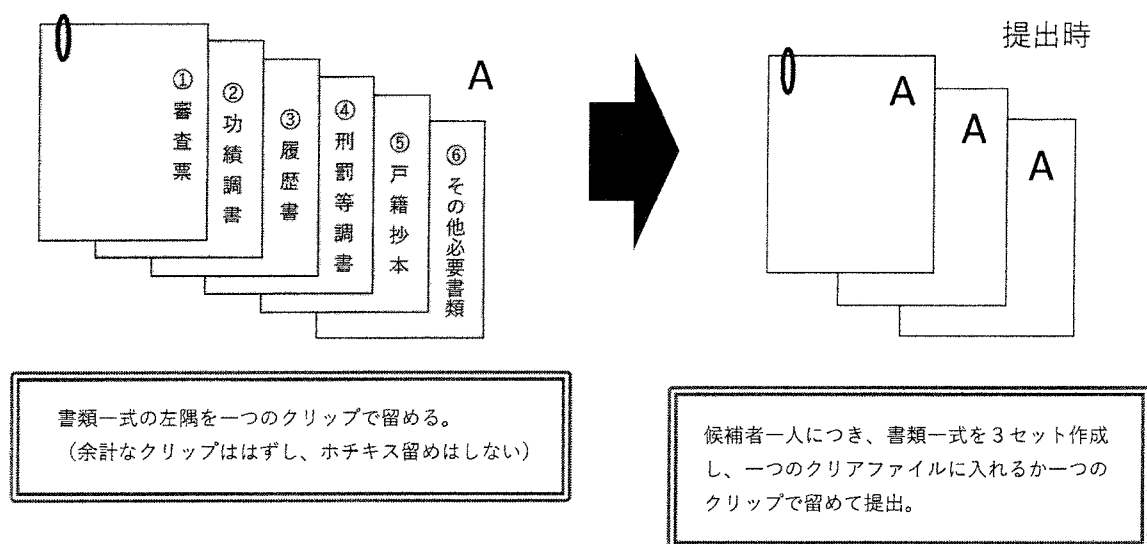 ①審査票
②功績調書
③履歴書
④刑罰等調書
⑤戸籍抄本
⑥その他必要書類
A
提出時
A
A
A
書類一式の左隅を一つのクリップで留める。
（余計なクリップははずし、ホチキス留めはしない）
候補者一人につき、書類一式を３セット作成
し、一つのクリアファイルに入れるか一つの
クリップで留めて提出。